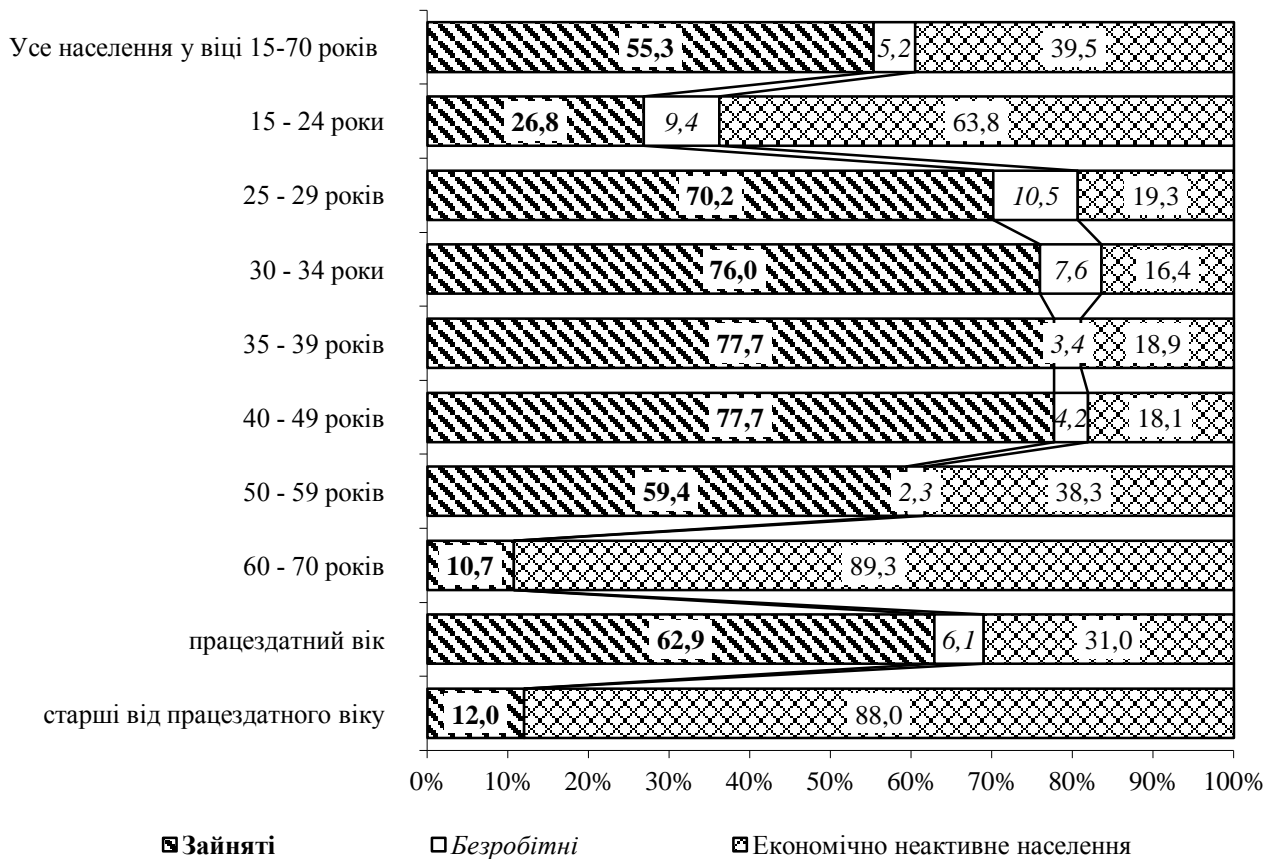 Усе населення у віці 15-70 років 55,3 5,2 39,5
15 - 24 роки 26,8 9,4 63,8
25 - 29 років 70,2 10,5 19,3
30 - 34 роки 76,0 7,6 16,4
35 - 39 років 77,7 3,4 18,9
40 - 49 років 77,7 4,2 18,1
50 - 59 років 59,4 2,3 38,3
60 - 70 років 10,7 89,3
працездатний вік 62,9 6,1 31,0
старші від працездатного віку 12,0 88,0
0% 10% 20% 30% 40% 50% 60% 70% 80% 90% 100%
Зайняті Безробітні Економічно неактивне населення